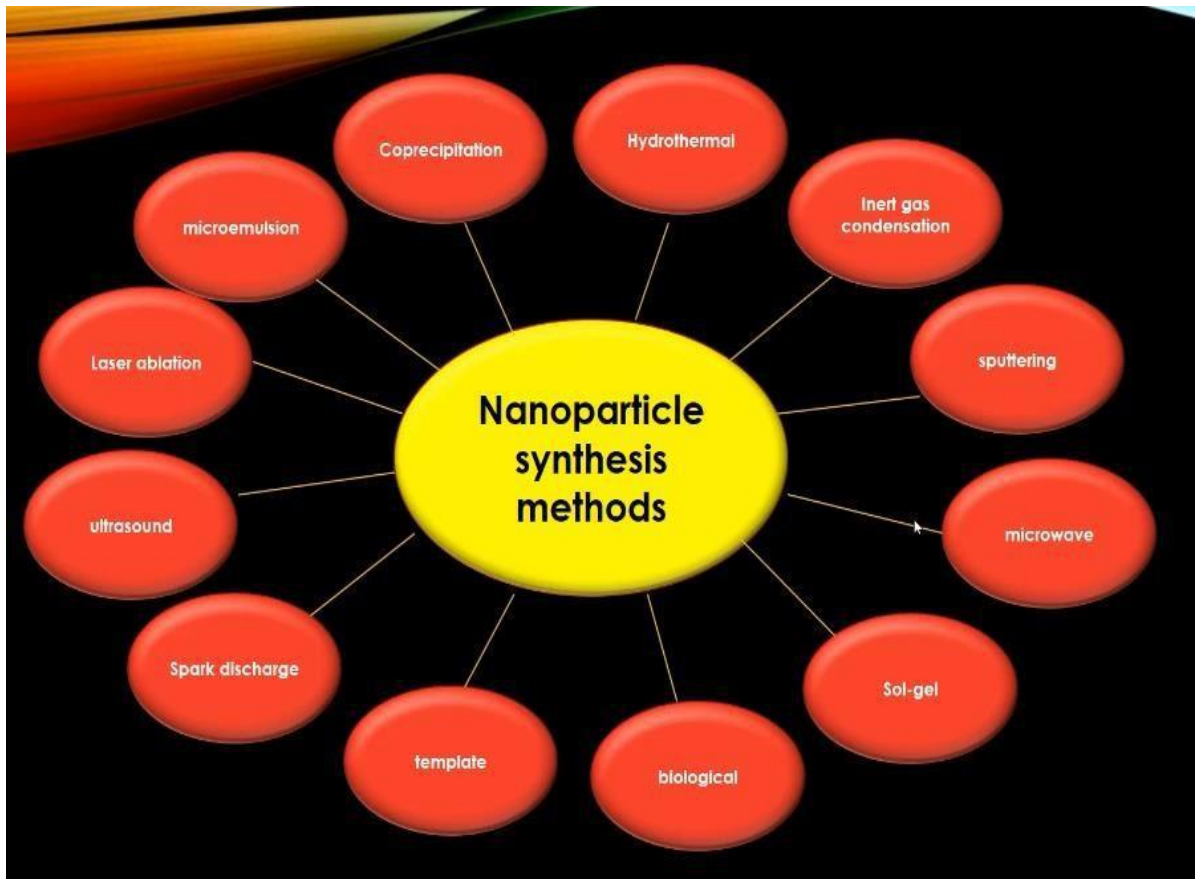 Nanoparticle
synthesis
methods
Hydrothermal
Inert gas
condensation
sputtering
microwave
Sol-gel
biological
template
Spark discharge
ultrasound
Laser ablation
microemulsion
Coprecipitation